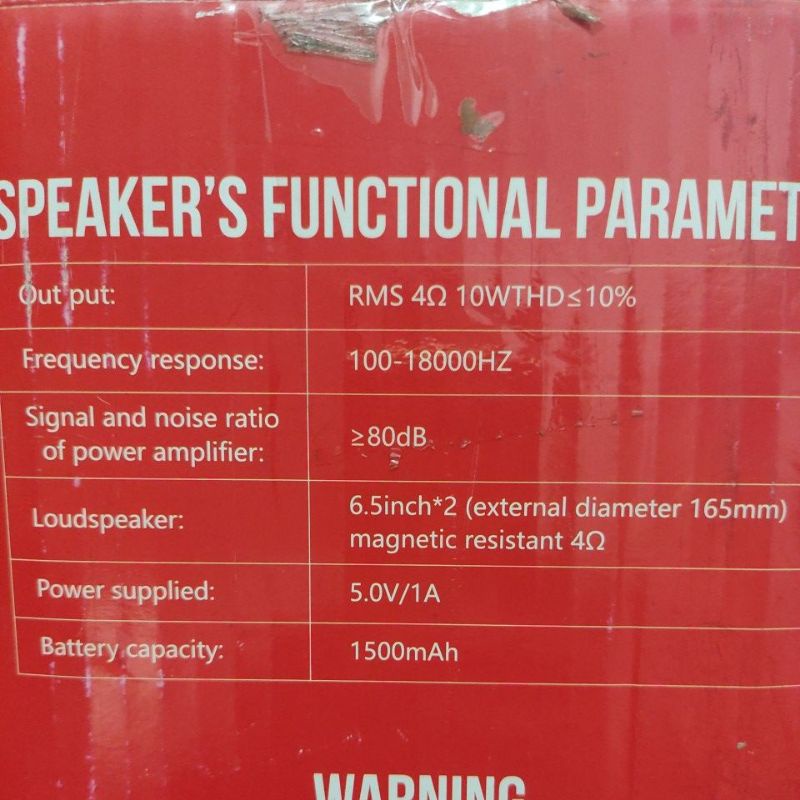 SPEAKER'S FUNCTIONAL PARAMET
Out put: RMS 4Ω 10WTHD≤10%
Frequency response: 100-18000HZ
Signal and noise ratio
of power amplifier: ≥80dB
Loudspeaker: 6.5inch*2 (external diameter 165mm)
magnetic resistant 4Ω
Power supplied: 5.0V/1A
Battery capacity: 1500mAh
WARNING